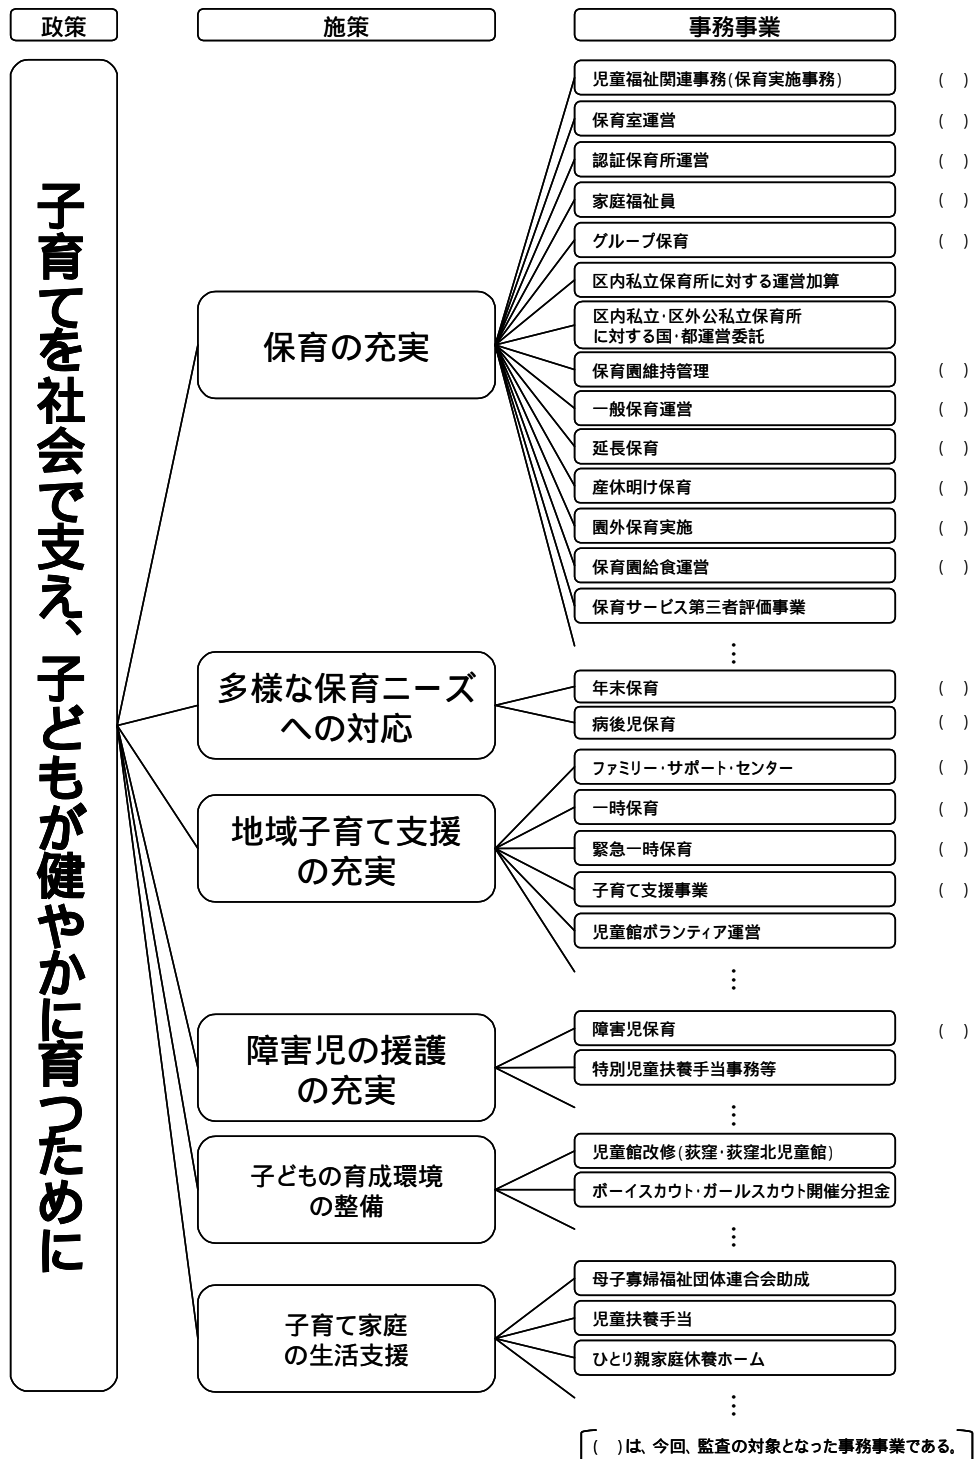 政策
施策
事務事業
子育てを社会で支え、子どもが健やかに育つために
保育の充実
児童福祉関連事務(保育実施事務) ( )
保育室運営 ( )
認証保育所運営 ( )
家庭福祉員 ( )
グループ保育 ( )
区内私立保育所に対する運営加算
区内私立・区外公私立保育所
に対する国・都運営委託
保育園維持管理 ( )
一般保育運営 ( )
延長保育 ( )
産休明け保育 ( )
園外保育実施 ( )
保育園給食運営 ( )
保育サービス第三者評価事業
…
多様な保育ニーズ
への対応
年末保育 ( )
病後児保育 ( )
地域子育て支援
の充実
ファミリー・サポート・センター ( )
一時保育 ( )
緊急一時保育 ( )
子育て支援事業 ( )
児童館ボランティア運営
…
障害児の援護
の充実
障害児保育 ( )
特別児童扶養手当事務等
…
子どもの育成環境
の整備
児童館改修(荻窪・荻窪北児童館)
ボーイスカウト・ガールスカウト開催分担金
…
子育て家庭
の生活支援
母子寡婦福祉団体連合会助成
児童扶養手当
ひとり親家庭休養ホーム
…
( )は、今回、監査の対象となった事務事業である。